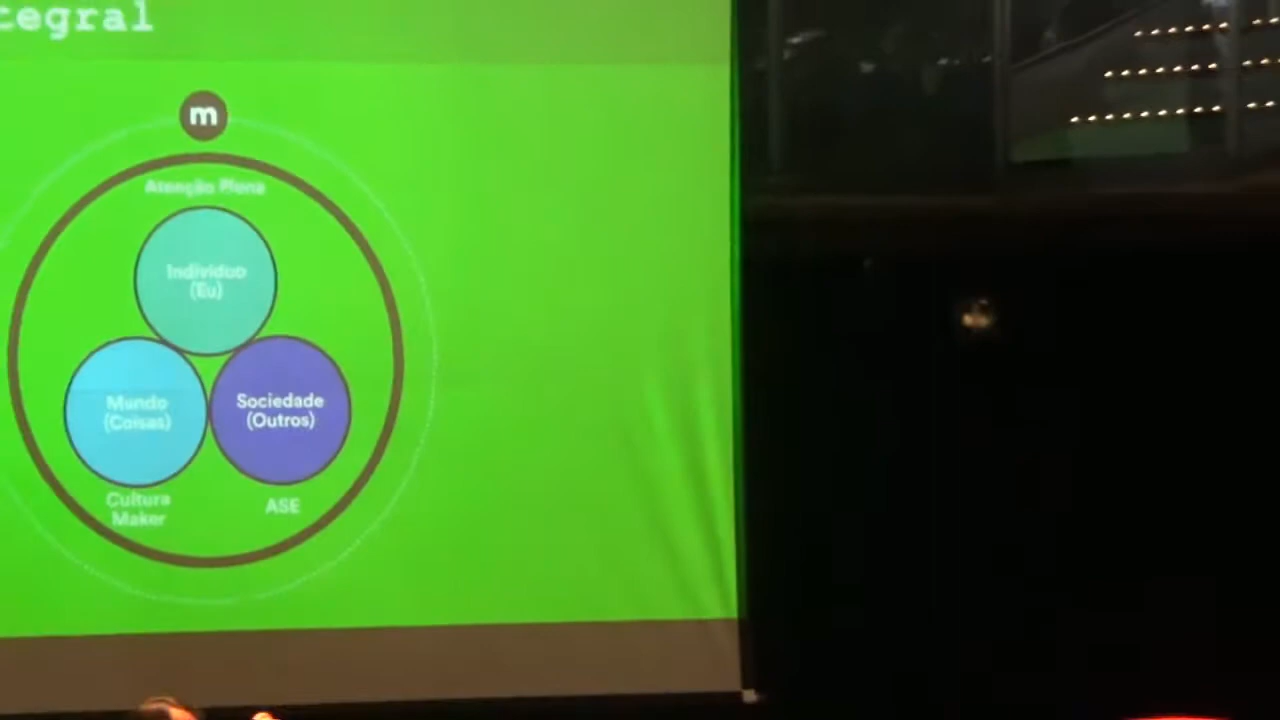 tegral
m
Atenção Plena
Indivíduo
(Eu)
Mundo
(Coisas)
Sociedade
(Outros)
Cultura
Maker
ASE